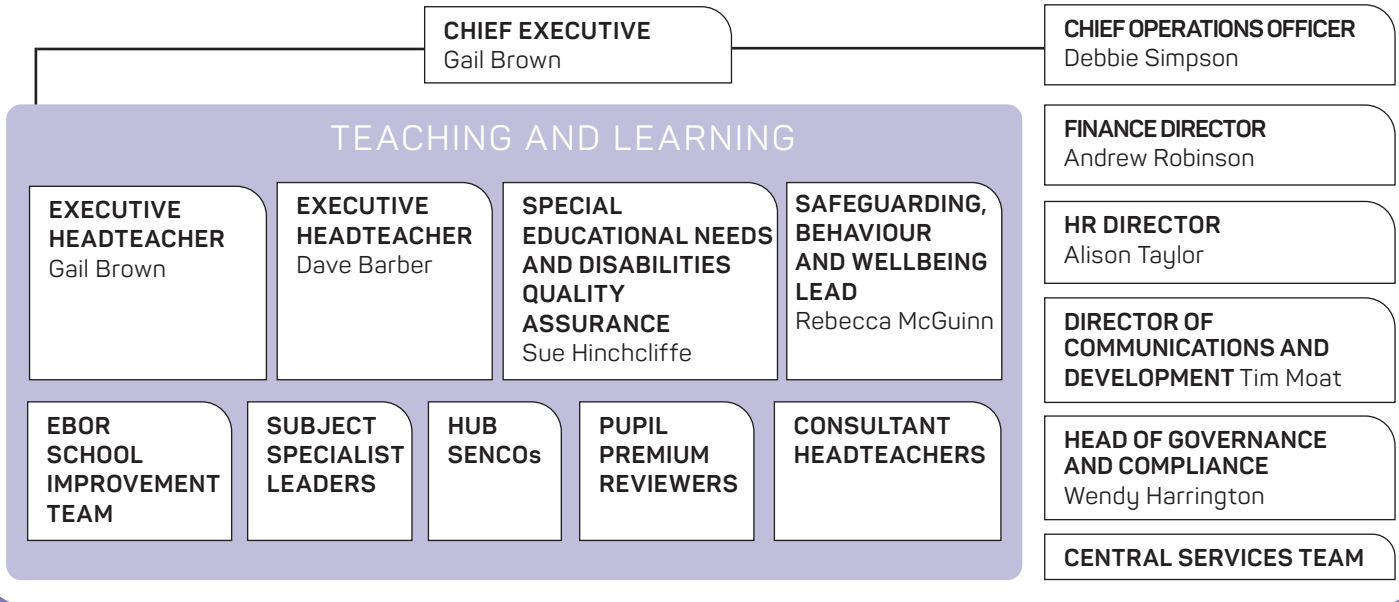 CHIEF EXECUTIVE
Gail Brown
CHIEF OPERATIONS OFFICER
Debbie Simpson
TEACHING AND LEARNING
EXECUTIVE
HEADTEACHER
Gail Brown
EXECUTIVE
HEADTEACHER
Dave Barber
SPECIAL
EDUCATIONAL NEEDS
AND DISABILITIES
QUALITY
ASSURANCE
Sue Hinchcliffe
SAFEGUARDING,
BEHAVIOUR
AND WELLBEING
LEAD
Rebecca McGuinn
EBOR
SCHOOL
IMPROVEMENT
TEAM
SUBJECT
SPECIALIST
LEADERS
HUB
SENCOs
PUPIL
PREMIUM
REVIEWERS
CONSULTANT
HEADTEACHERS
FINANCE DIRECTOR
Andrew Robinson
HR DIRECTOR
Alison Taylor
DIRECTOR OF
COMMUNICATIONS AND
DEVELOPMENT Tim Moat
HEAD OF GOVERNANCE
AND COMPLIANCE
Wendy Harrington
CENTRAL SERVICES TEAM